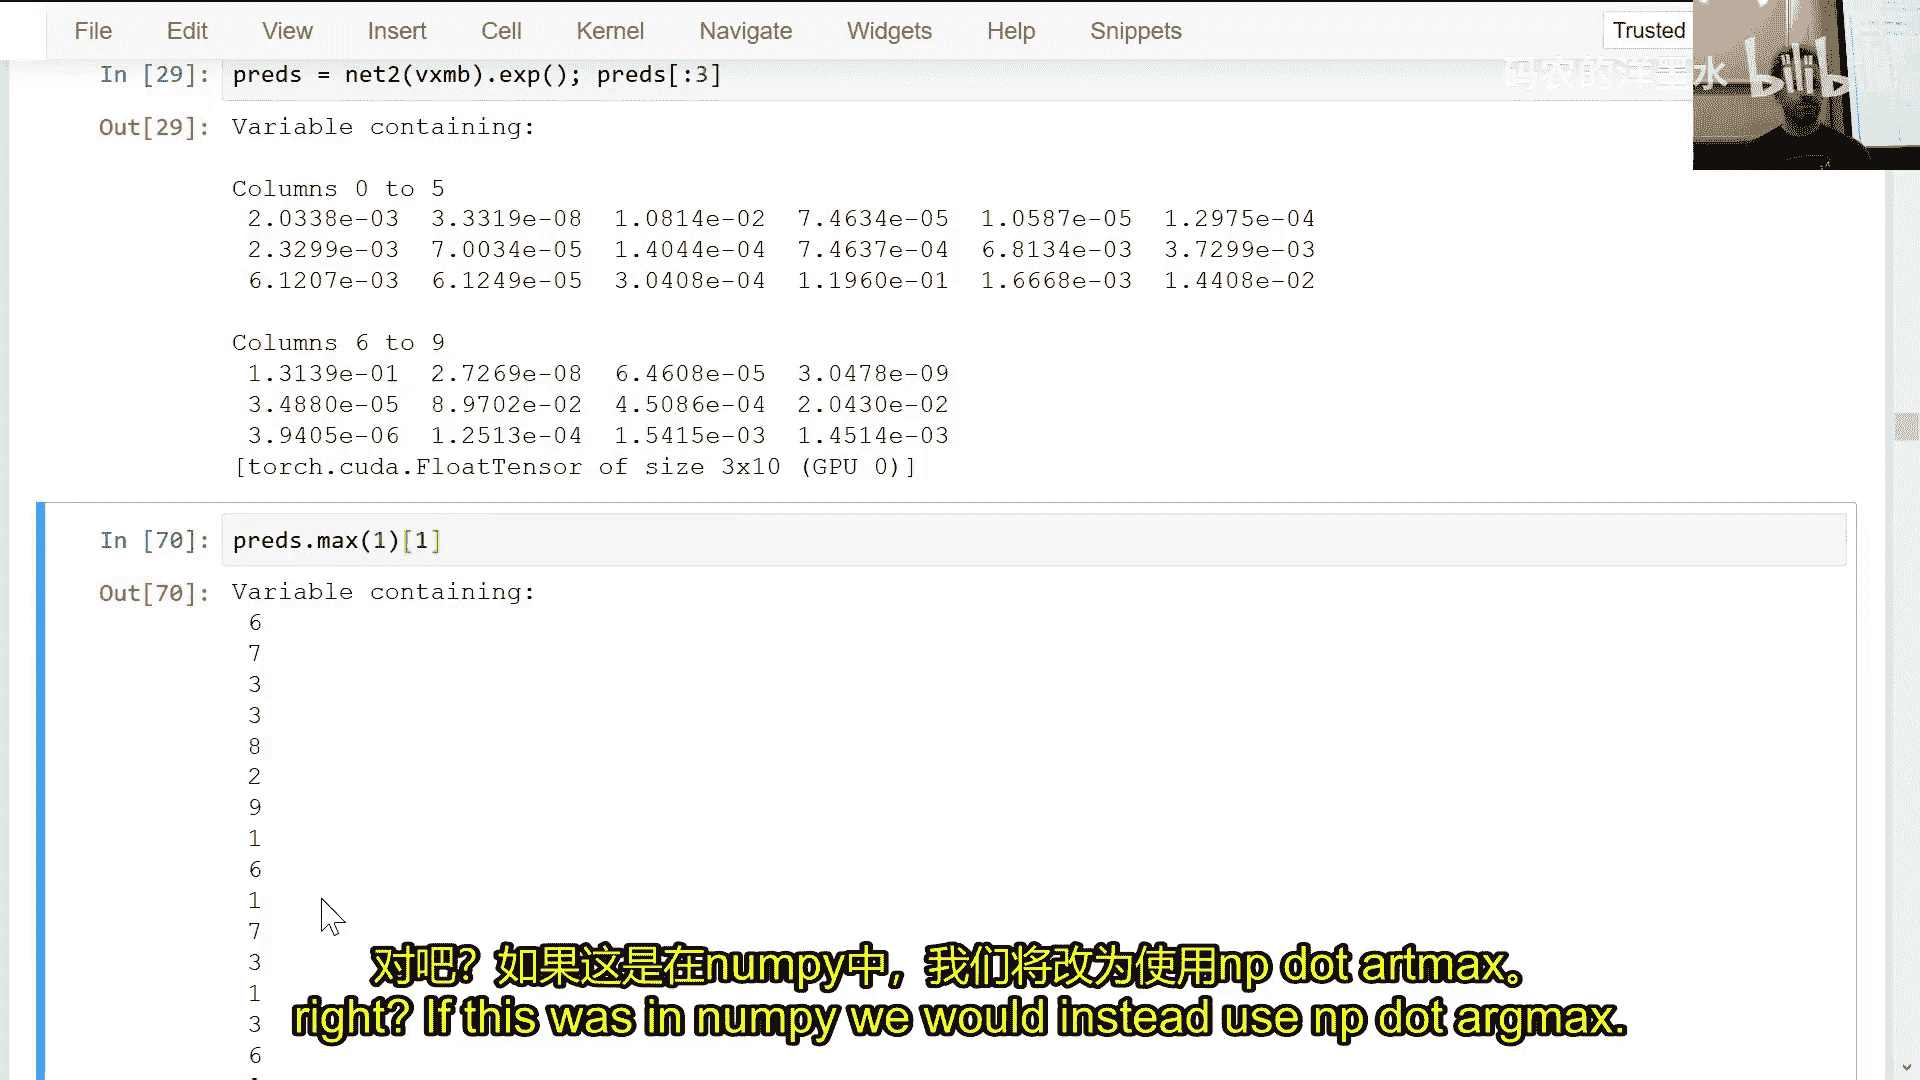 File Edit View Insert Cell Kernel Navigate Widgets Help Snippets Trusted
码农的洋墨水 bilibili
In [29]: preds = net2(vxmb).exp(); preds[:3]
Out[29]: Variable containing:
Columns 0 to 5
2.0338e-03 3.3319e-08 1.0814e-02 7.4634e-05 1.0587e-05 1.2975e-04
2.3299e-03 7.0034e-05 1.4044e-04 7.4637e-04 6.8134e-03 3.7299e-03
6.1207e-03 6.1249e-05 3.0408e-04 1.1960e-01 1.6668e-03 1.4408e-02
Columns 6 to 9
1.3139e-01 2.7269e-08 6.4608e-05 3.0478e-09
3.4880e-05 8.9702e-02 4.5086e-04 2.0430e-02
3.9405e-06 1.2513e-04 1.5415e-03 1.4514e-03
[torch.cuda.FloatTensor of size 3x10 (GPU 0)]
In [70]: preds.max(1)[1]
Out[70]: Variable containing:
6
7
3
3
8
2
9
1
6
1
7
3
1
3
6
对吧？如果这是在numpy中，我们将改为使用np dot artmax。
right? If this was in numpy we would instead use np dot argmax.